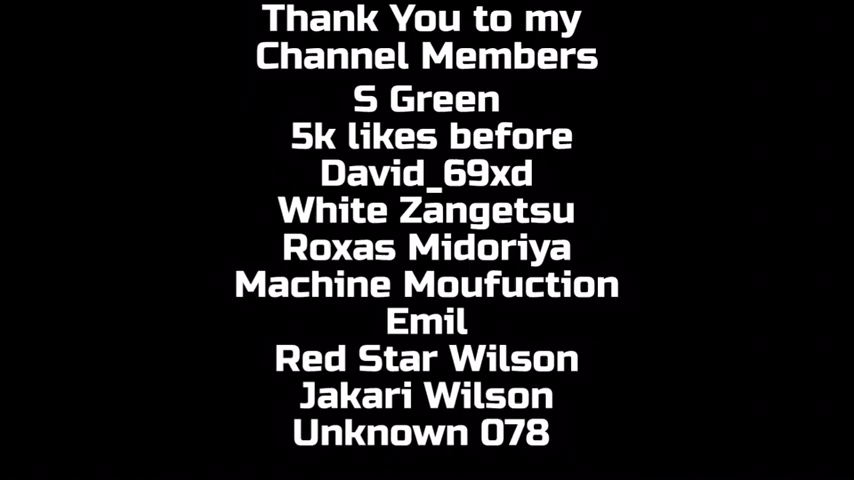 Thank You to my
Channel Members
S Green
5k likes before
David_69xd
White Zangetsu
Roxas Midoriya
Machine Moufuction
Emil
Red Star Wilson
Jakari Wilson
Unknown 078